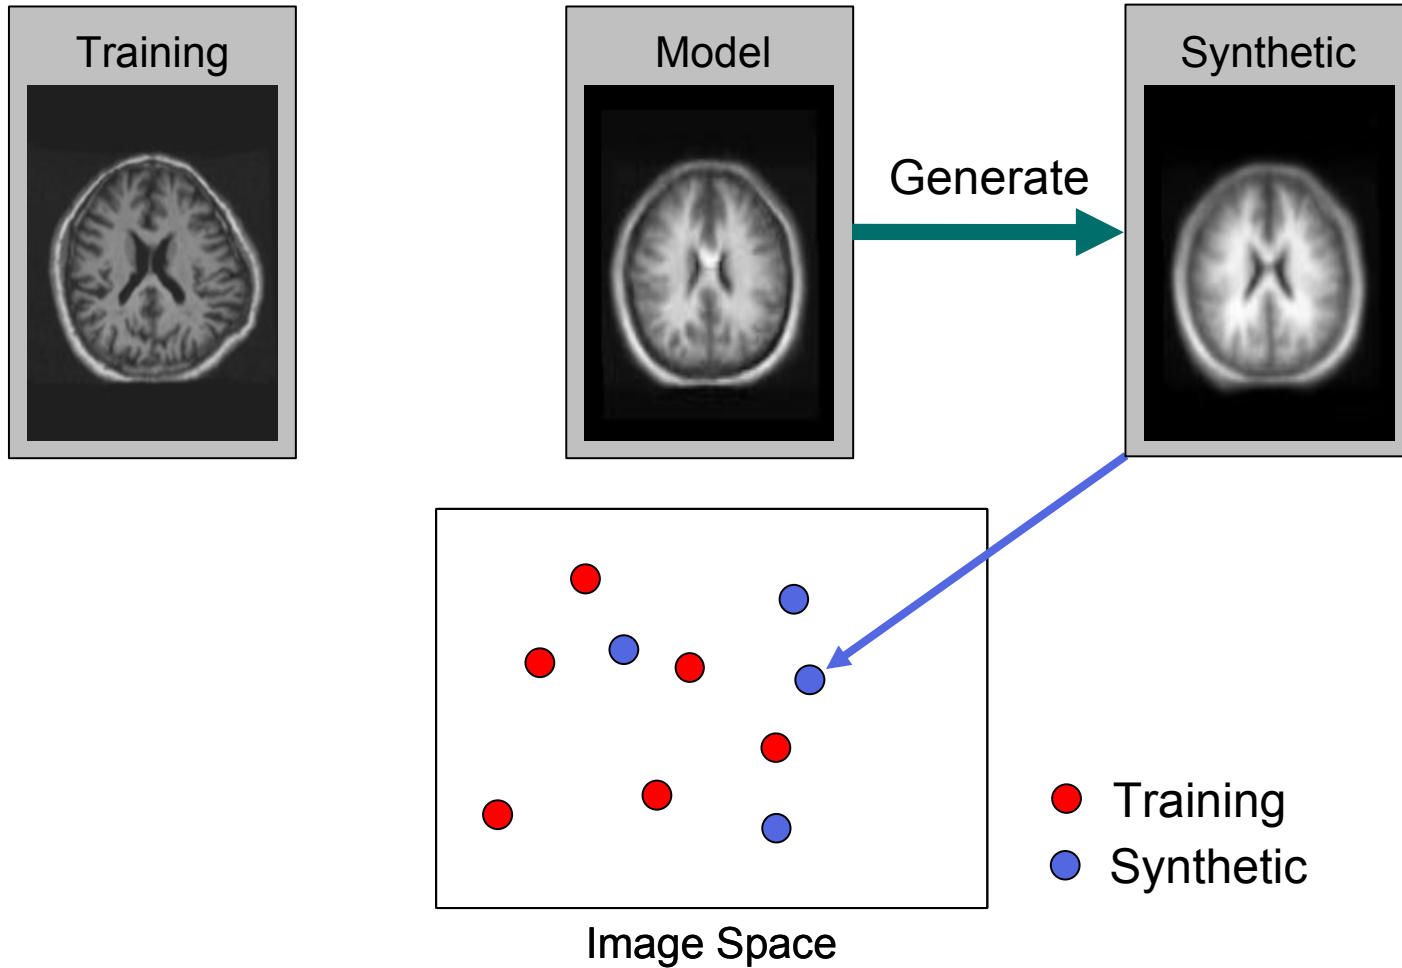 Training
Model
Synthetic
Generate
Training
Synthetic
Image Space